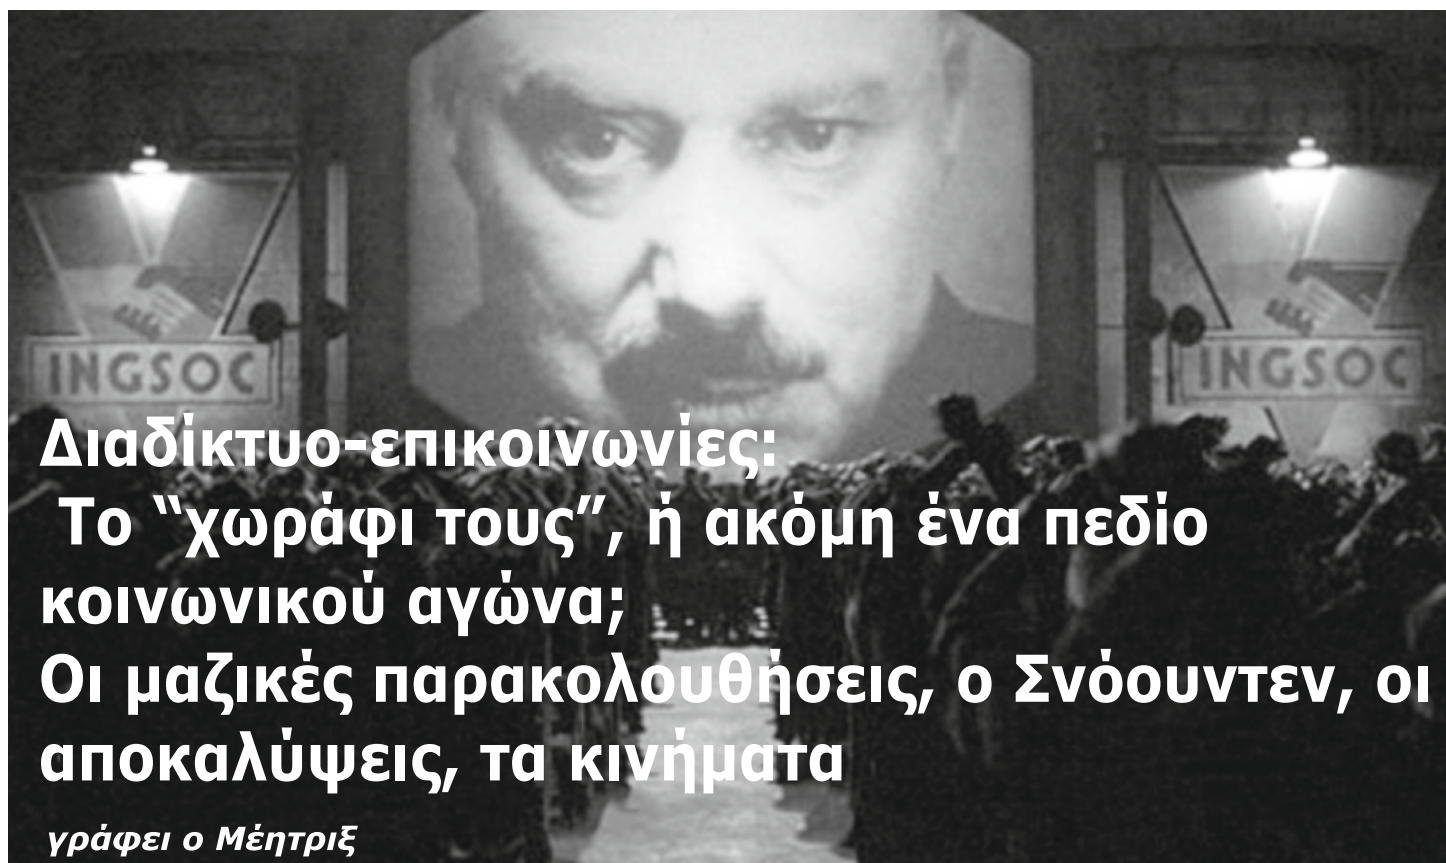 INGSOC
INGSOC
Διαδίκτυο-επικοινωνίες:
Το “χωράφι τους”, ή ακόμη ένα πεδίο
κοινωνικού αγώνα;
Οι μαζικές παρακολουθήσεις, ο Σνόουντεν, οι
αποκαλύψεις, τα κινήματα
γράφει ο Μέητριξ